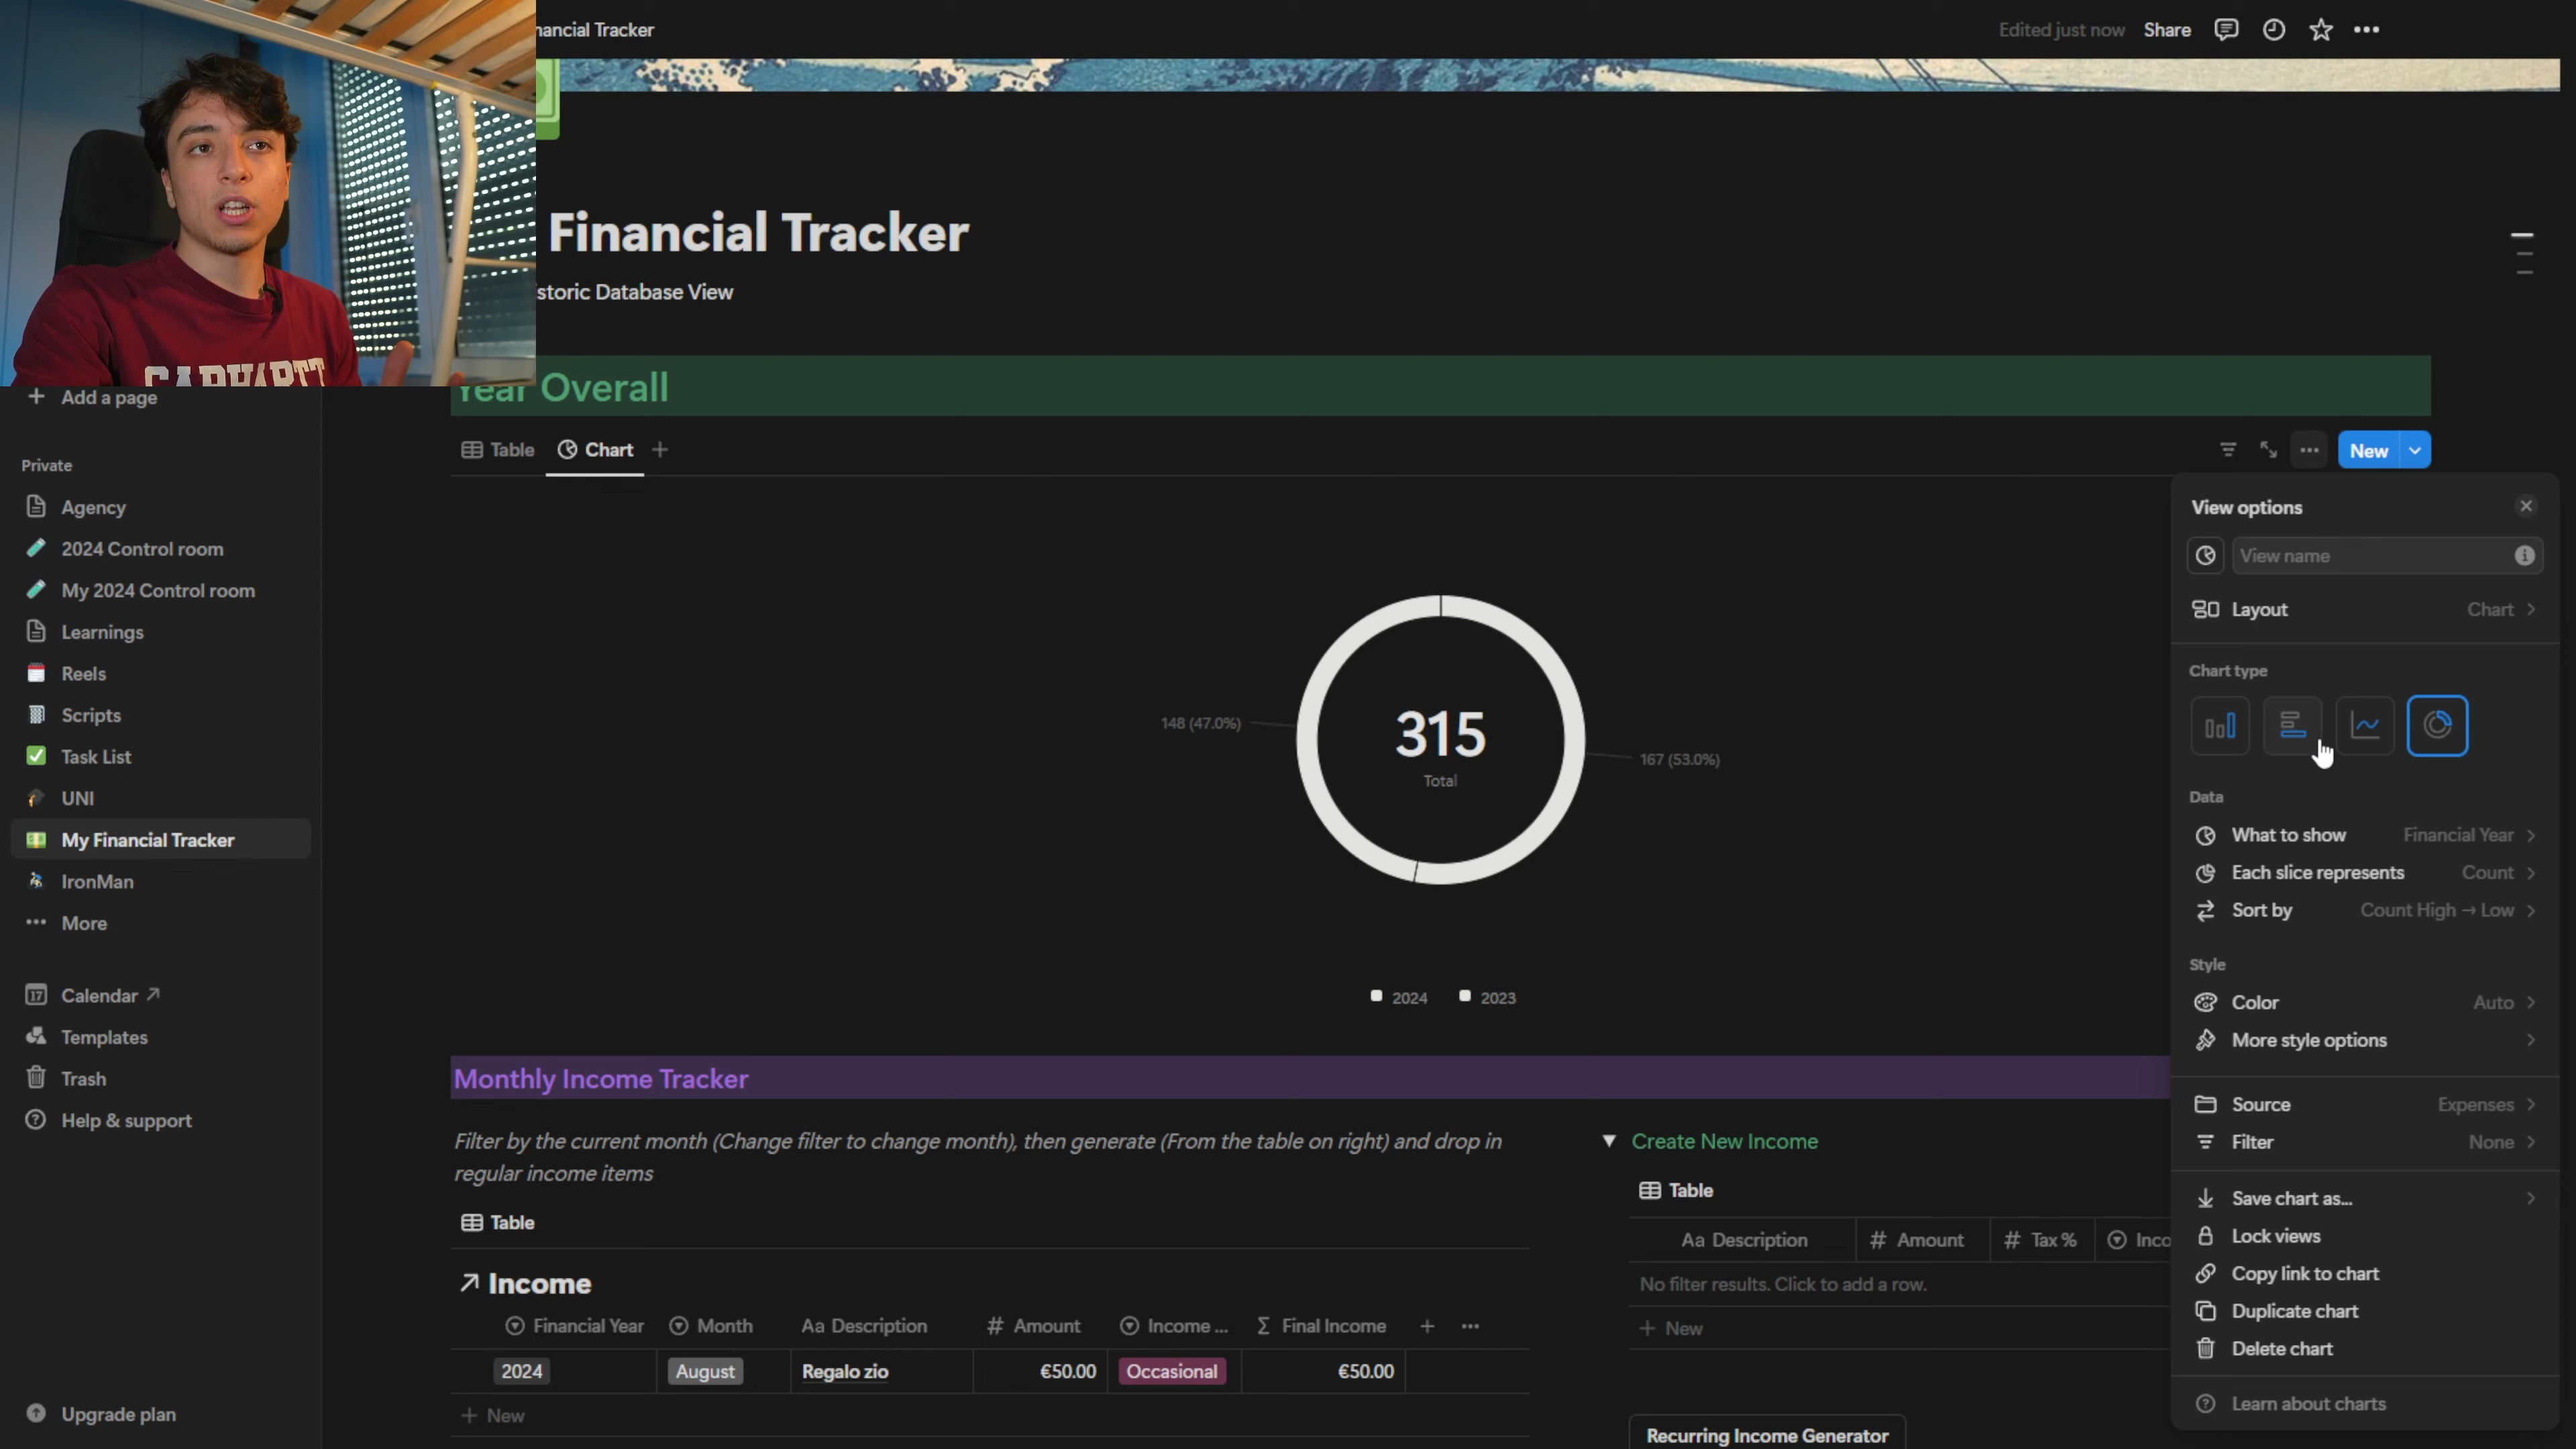 nancial Tracker
Edited just now
Share
Financial Tracker
storic Database View
CARHARTT
Year Overall
Table
Chart
New
Add a page
Private
Agency
2024 Control room
My 2024 Control room
Learnings
Reels
Scripts
Task List
UNI
My Financial Tracker
IronMan
More
17 Calendar
Templates
Trash
Help & support
Upgrade plan
148 (47.0%)
315
Total
167 (53.0%)
2024
2023
Monthly Income Tracker
Filter by the current month (Change filter to change month), then generate (From the table on right) and drop in
regular income items
Table
Income
Financial Year Month Aa Description # Amount Income ... Σ Final Income
2024 August Regalo zio €50.00 Occasional €50.00
New
Create New Income
Table
Aa Description # Amount # Tax % Inco
No filter results. Click to add a row.
New
Recurring Income Generator
View options
View name
Layout Chart
Chart type
Data
What to show Financial Year
Each slice represents Count
Sort by Count High → Low
Style
Color Auto
More style options
Source Expenses
Filter None
Save chart as...
Lock views
Copy link to chart
Duplicate chart
Delete chart
Learn about charts